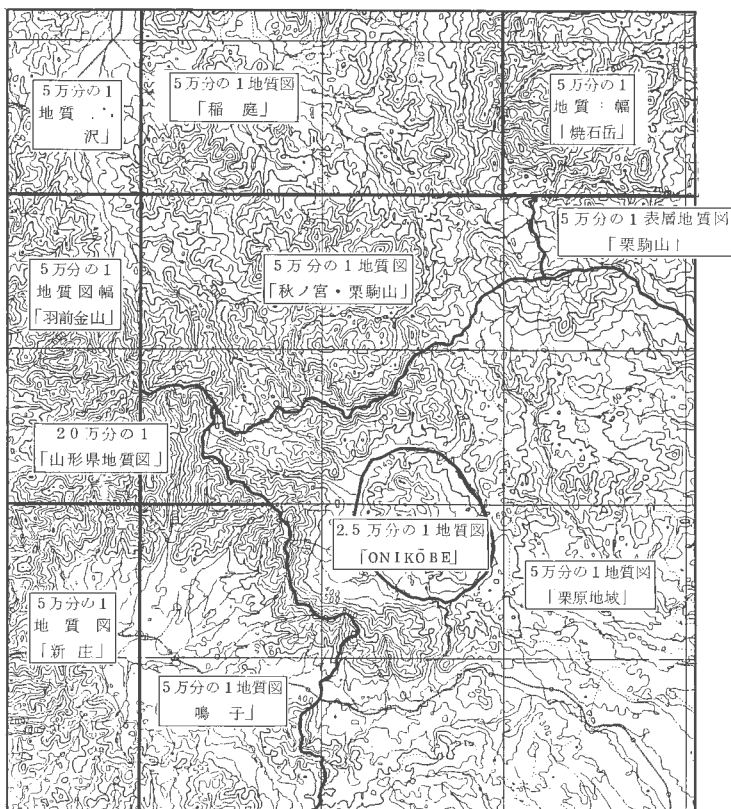 5万分の1
地質
沢」
5万分の1地質図
「稲庭」
5万分の1
地質 幅
「焼石岳」
5万分の1表層地質図
「栗駒山」
5万分の1
地質図幅
「羽前金山」
5万分の1地質図
「秋ノ宮・栗駒山」
20万分の1
「山形県地質図」
2.5万分の1地質図
「ONIKŌBE」
5万分の1地質図
「栗原地域」
5万分の1
地質図
「新庄」
5万分の1地質図
鳴子」